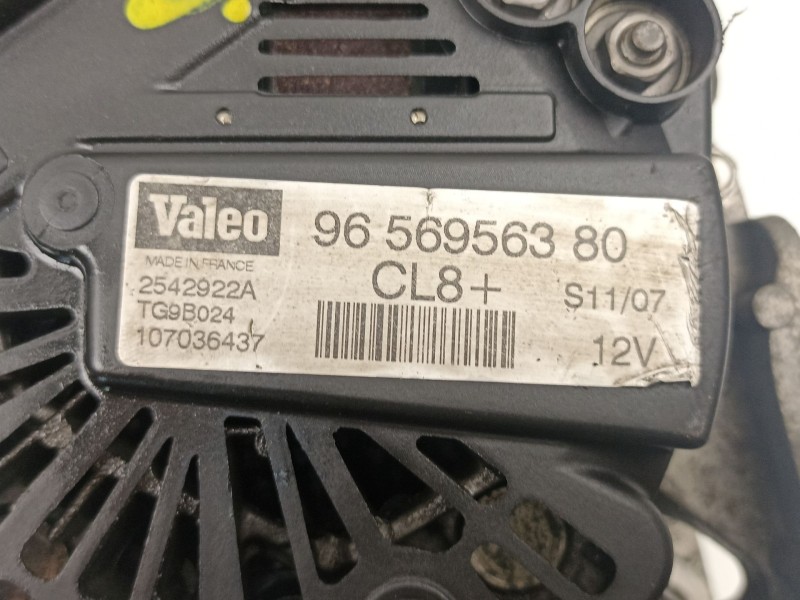 Valeo
96 569563 80
MADE IN FRANCE
CL8+
2542922A
S11/07
TG9B024
107036437
12V